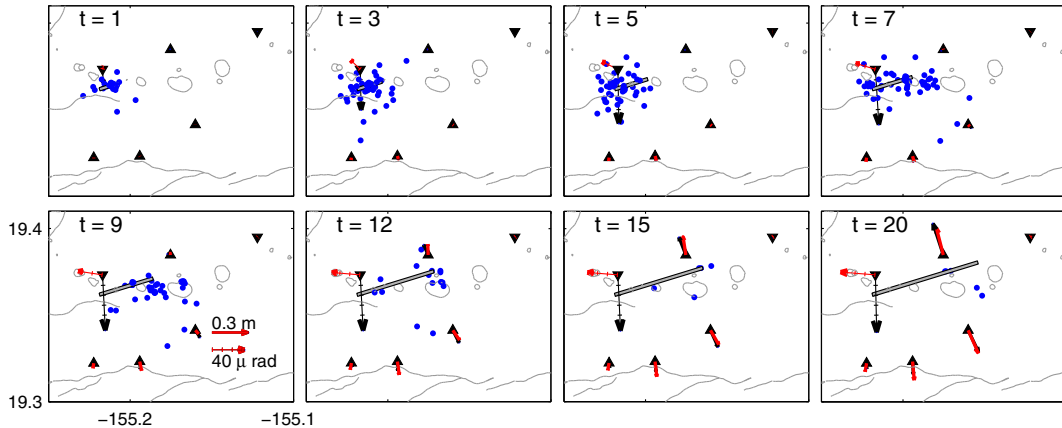 t = 1
t = 3
t = 5
t = 7
19.4
t = 9
t = 12
t = 15
t = 20
0.3 m
40 μ rad
19.3
−155.2
−155.1